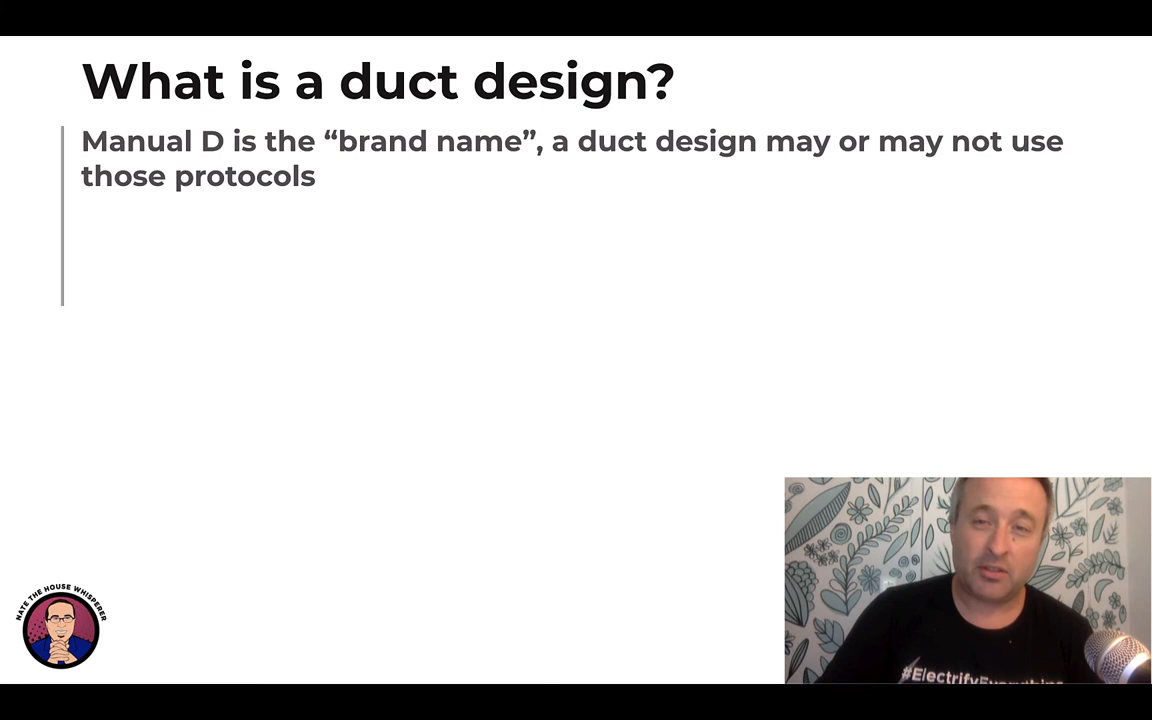 What is a duct design?
Manual D is the “brand name”, a duct design may or may not use
those protocols
NATE THE HOUSE WHISPERER
#ElectrifyEverything